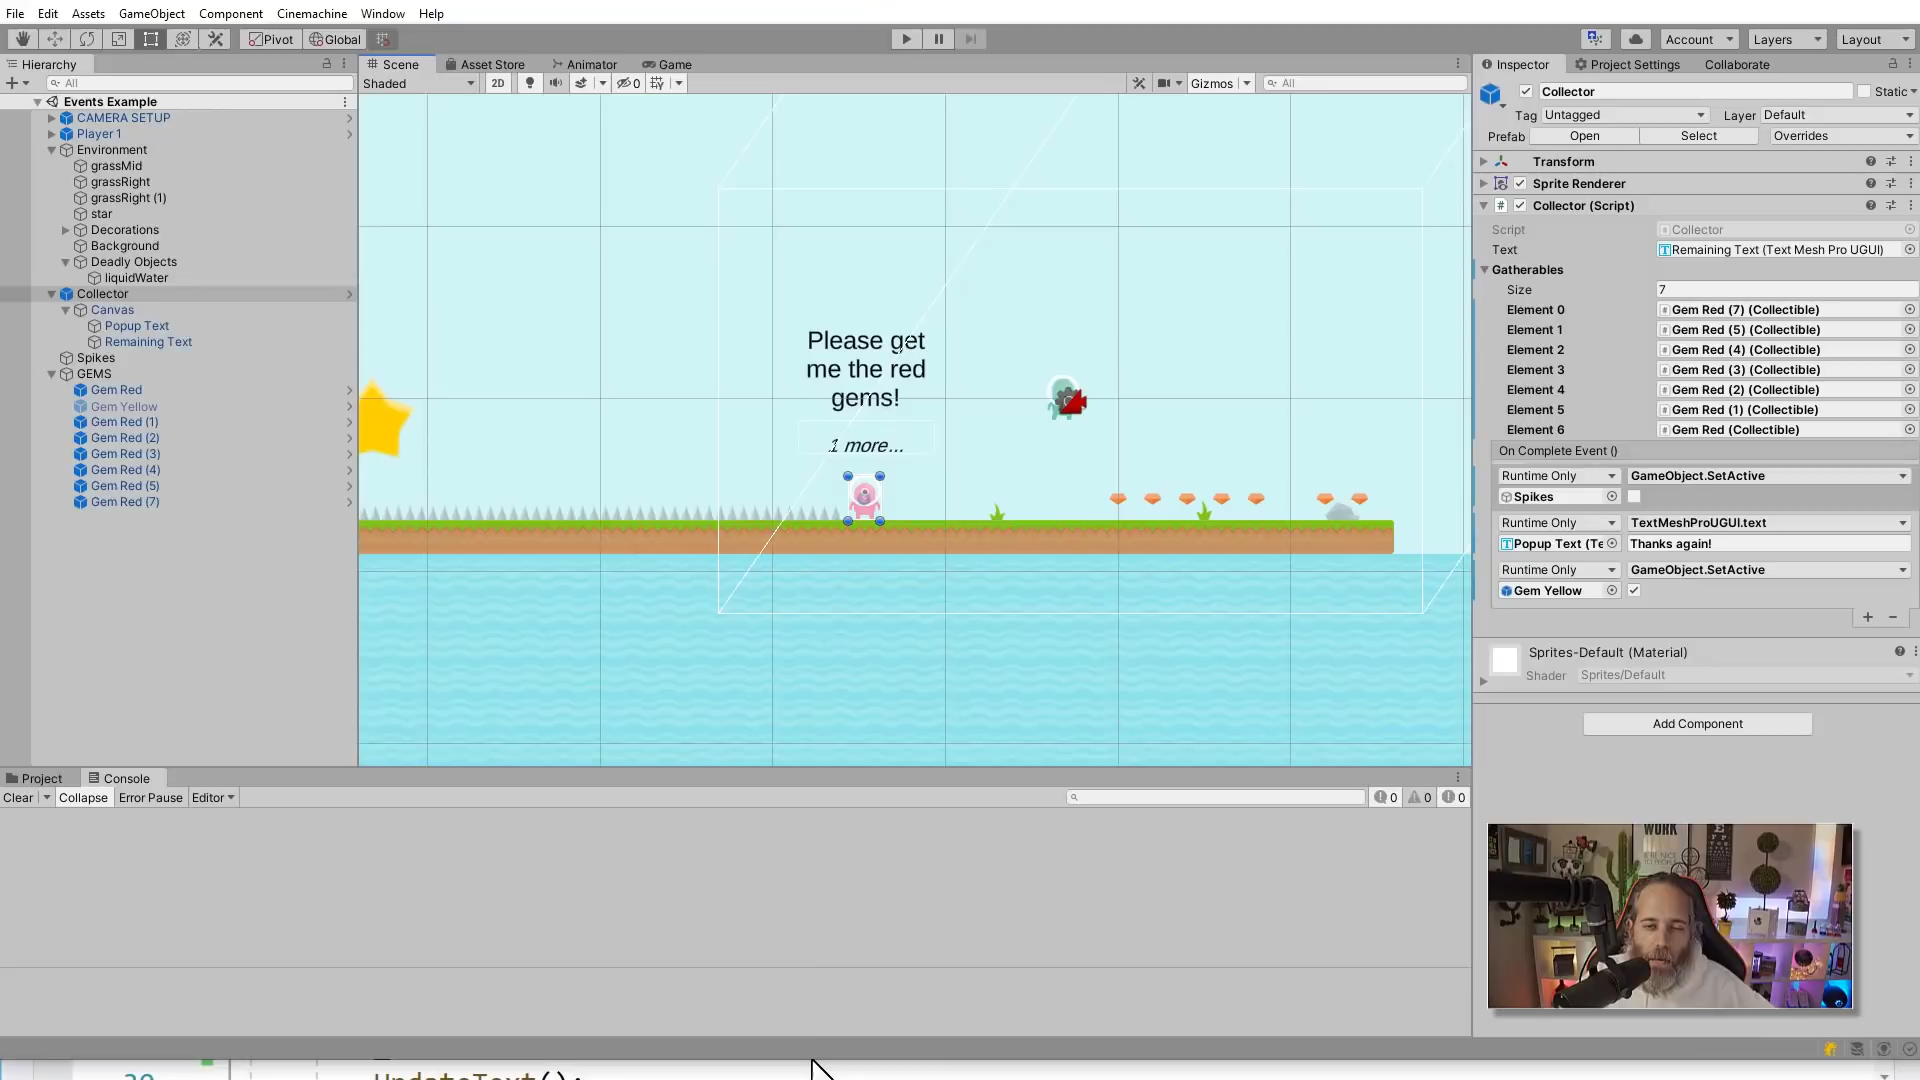 File Edit Assets GameObject Component Cinemachine Window Help
Pivot Global Account Layers Layout
Hierarchy
All
Events Example
CAMERA SETUP
Player 1
Environment
grassMid
grassRight
grassRight (1)
star
Decorations
Background
Deadly Objects
liquidWater
Collector
Canvas
Popup Text
Remaining Text
Spikes
GEMS
Gem Red
Gem Yellow
Gem Red (1)
Gem Red (2)
Gem Red (3)
Gem Red (4)
Gem Red (5)
Gem Red (7)
Scene Asset Store Animator Game
Shaded 2D 0 Gizmos All
Please get
me the red
gems!
1 more...
Inspector Project Settings Collaborate
Collector Static
Tag Untagged Layer Default
Prefab Open Select Overrides
Transform
Sprite Renderer
Collector (Script)
Script Collector
Text Remaining Text (Text Mesh Pro UGUI)
Gatherables
Size 7
Element 0 Gem Red (7) (Collectible)
Element 1 Gem Red (5) (Collectible)
Element 2 Gem Red (4) (Collectible)
Element 3 Gem Red (3) (Collectible)
Element 4 Gem Red (2) (Collectible)
Element 5 Gem Red (1) (Collectible)
Element 6 Gem Red (Collectible)
On Complete Event ()
Runtime Only GameObject.SetActive
Spikes
Runtime Only TextMeshProUGUI.text
Popup Text (Te Thanks again!
Runtime Only GameObject.SetActive
Gem Yellow
Sprites-Default (Material)
Shader Sprites/Default
Add Component
Project Console
Clear Collapse Error Pause Editor 0 0 0
WORK
UpdateText();